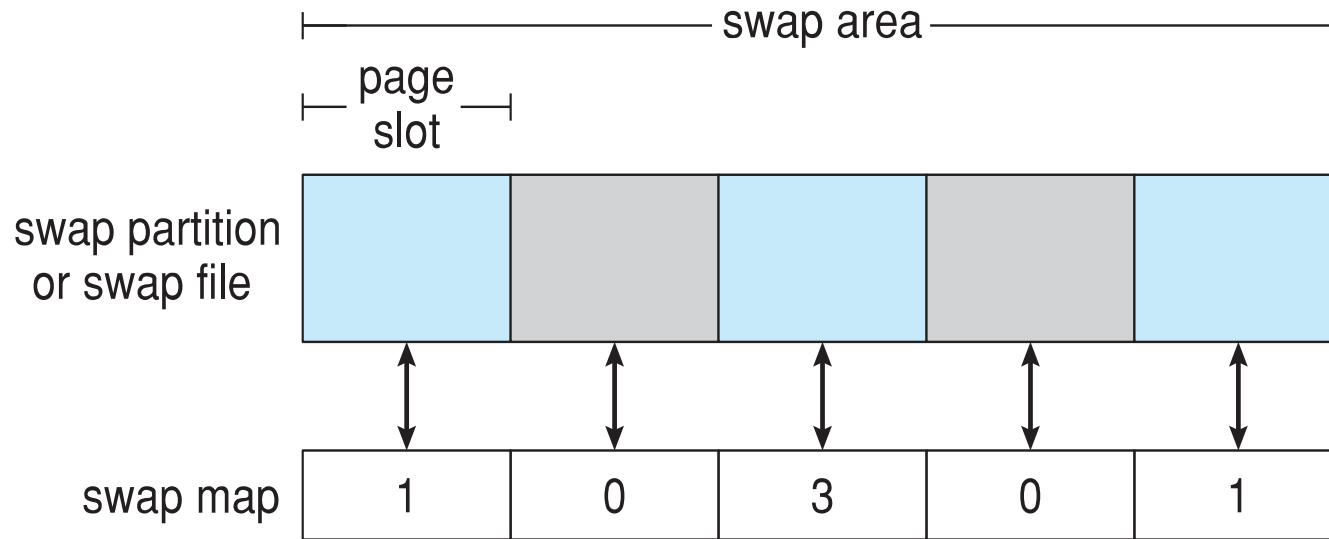 swap area
page
slot
swap partition
or swap file
swap map 1 0 3 0 1